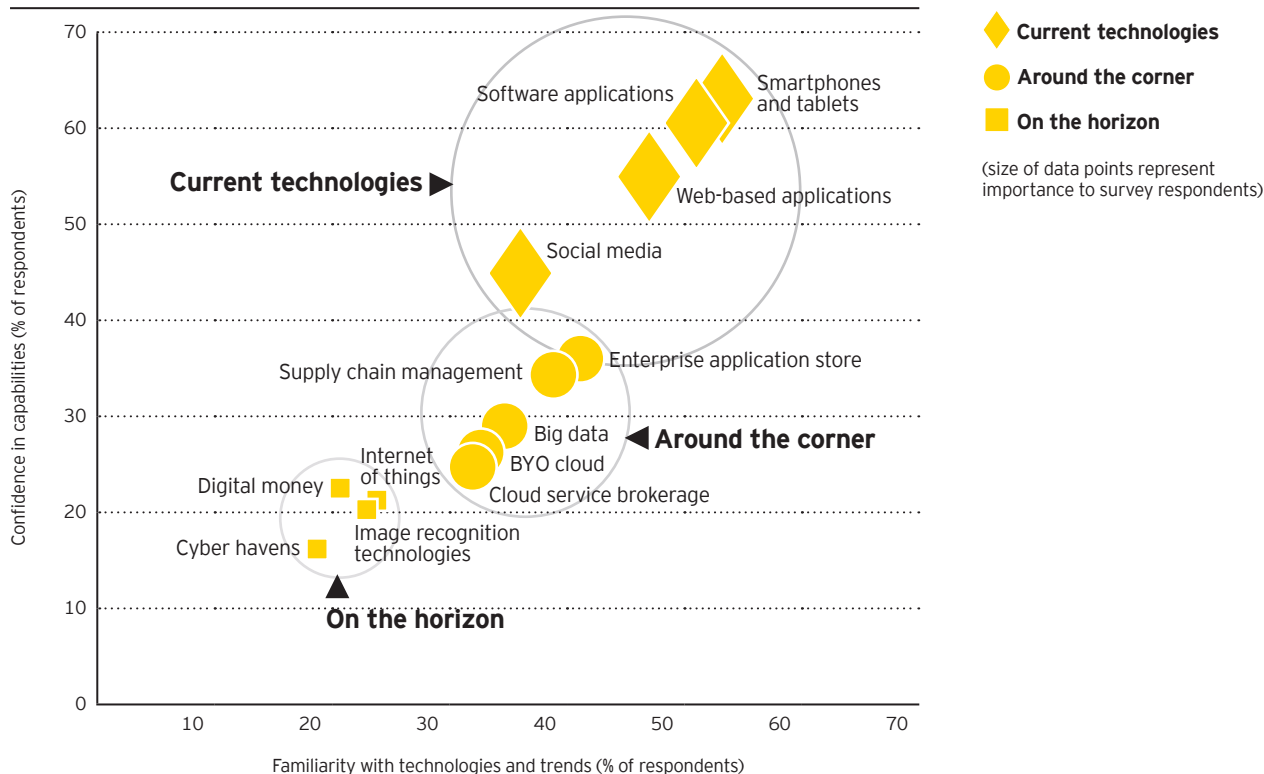 70
60
50
40
30
20
10
0
Confidence in capabilities (% of respondents)
10 20 30 40 50 60 70
Familiarity with technologies and trends (% of respondents)
Software applications
Smartphones
and tablets
Current technologies
Web-based applications
Social media
Supply chain management
Enterprise application store
Big data
Around the corner
BYO cloud
Cloud service brokerage
Internet
of things
Digital money
Image recognition
technologies
Cyber havens
On the horizon
Current technologies
Around the corner
On the horizon
(size of data points represent
importance to survey respondents)